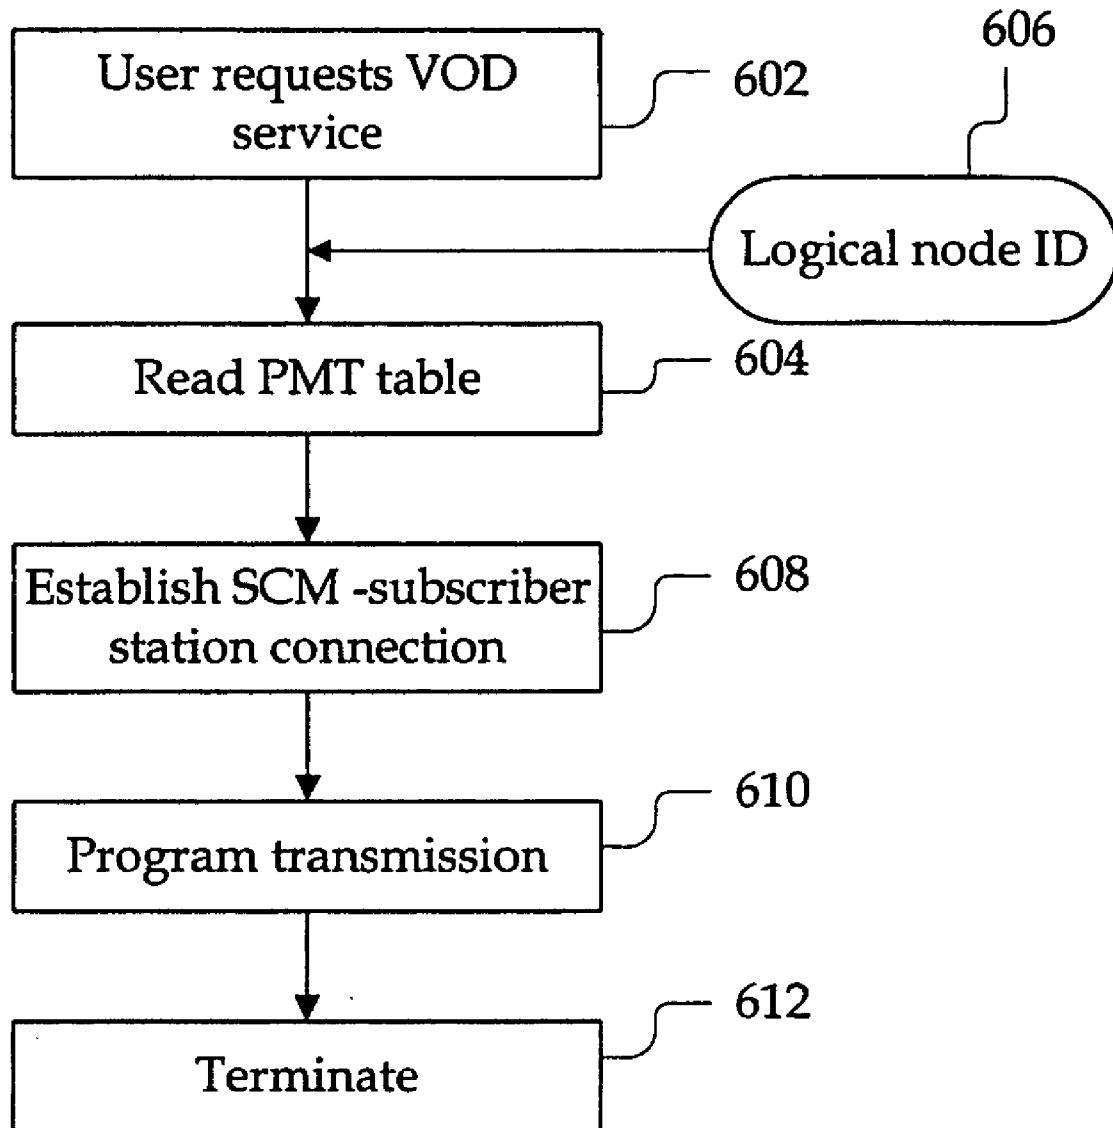 606
User requests VOD
service
602
Logical node ID
Read PMT table
604
Establish SCM -subscriber
station connection
608
Program transmission
610
Terminate
612